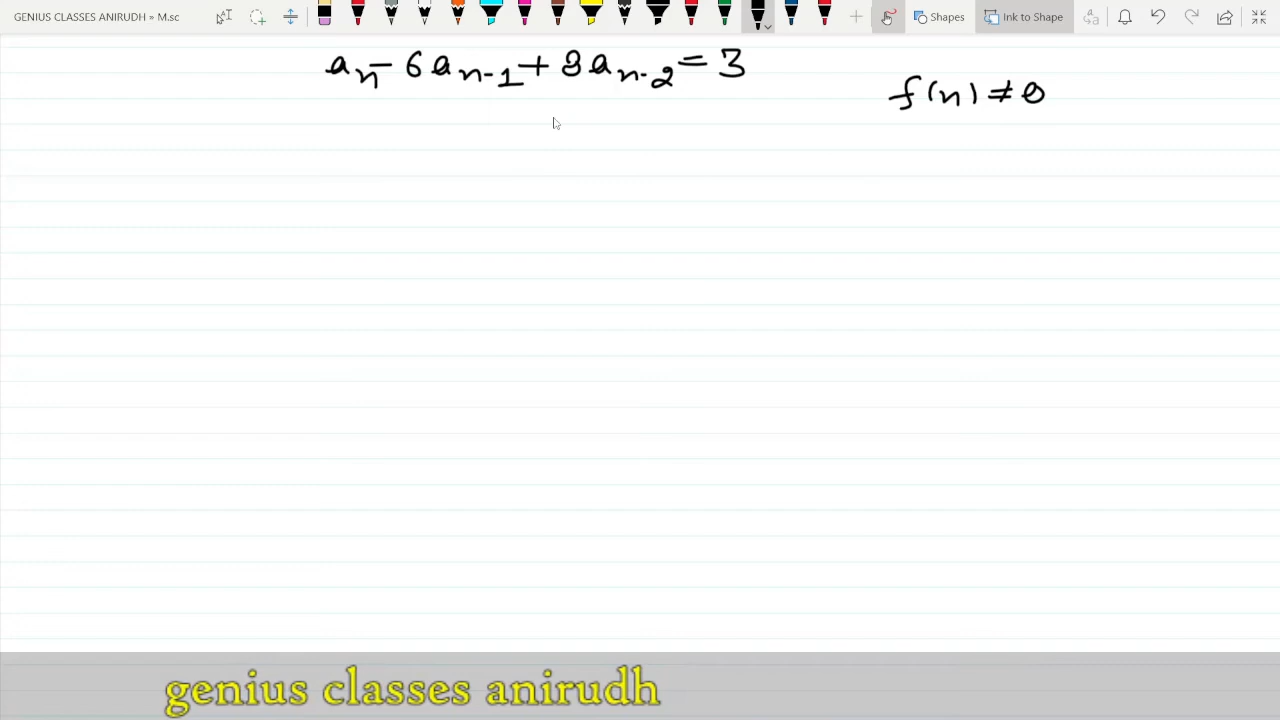 GENIUS CLASSES ANIRUDH » M.sc
Shapes
Ink to Shape
aₙ - 6aₙ₋₁ + 8aₙ₋₂ = 3
f(n) ≠ 0
genius classes anirudh